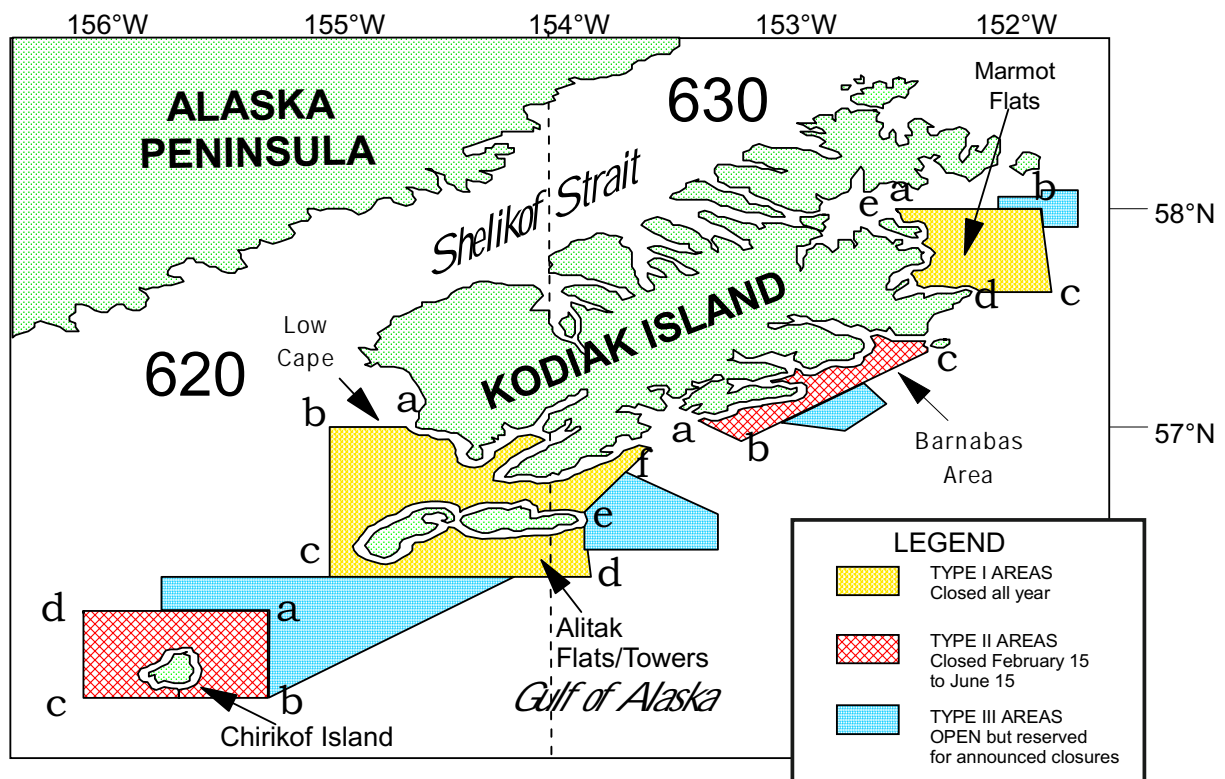 156°W 155°W 154°W 153°W 152°W
Marmot
Flats
630
ALASKA
PENINSULA
Shelikof Strait
a
b
e
58°N
d
c
KODIAK ISLAND
Low
Cape
620
a
b
c
a
b
57°N
Barnabas
Area
f
e
c
d
LEGEND
TYPE I AREAS
Closed all year
TYPE II AREAS
Closed February 15
to June 15
TYPE III AREAS
OPEN but reserved
for announced closures
d
a
Alitak
Flats/Towers
Gulf of Alaska
c
b
Chirikof Island